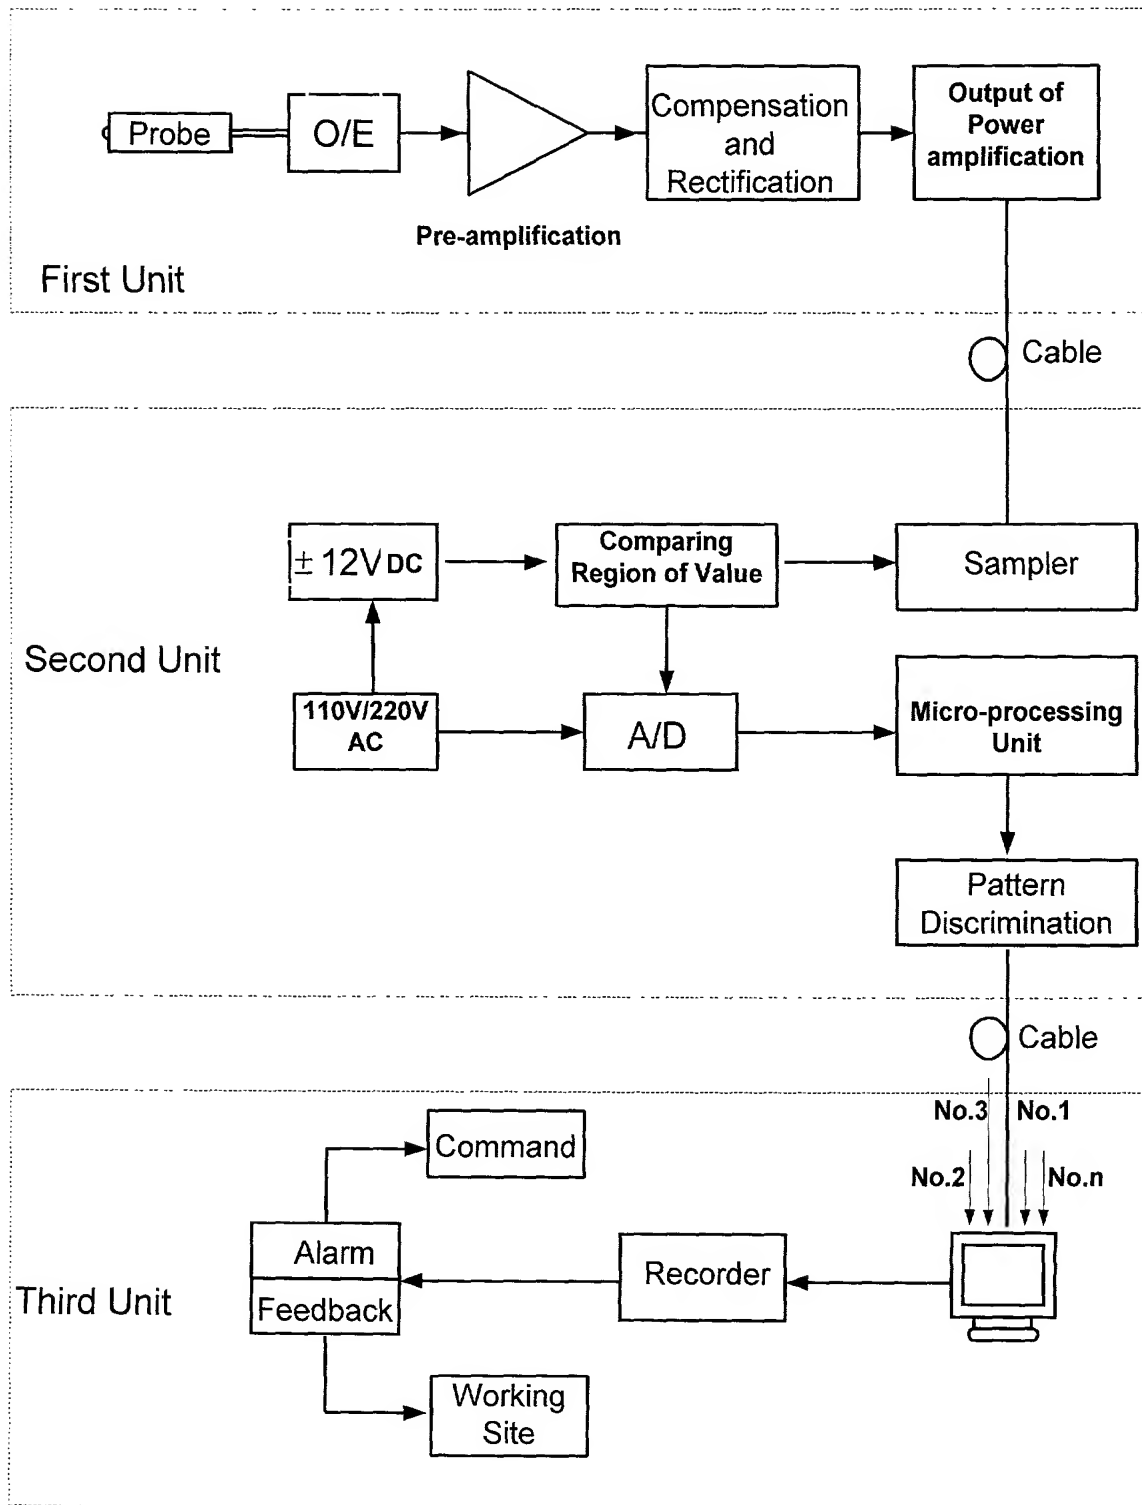 Probe
O/E
Pre-amplification
Compensation
and
Rectification
Output of
Power
amplification
First Unit
Cable
± 12V DC
Comparing
Region of Value
Sampler
Second Unit
110V/220V
AC
A/D
Micro-processing
Unit
Pattern
Discrimination
Cable
No.3
No.1
No.2
No.n
Command
Alarm
Feedback
Recorder
Third Unit
Working
Site